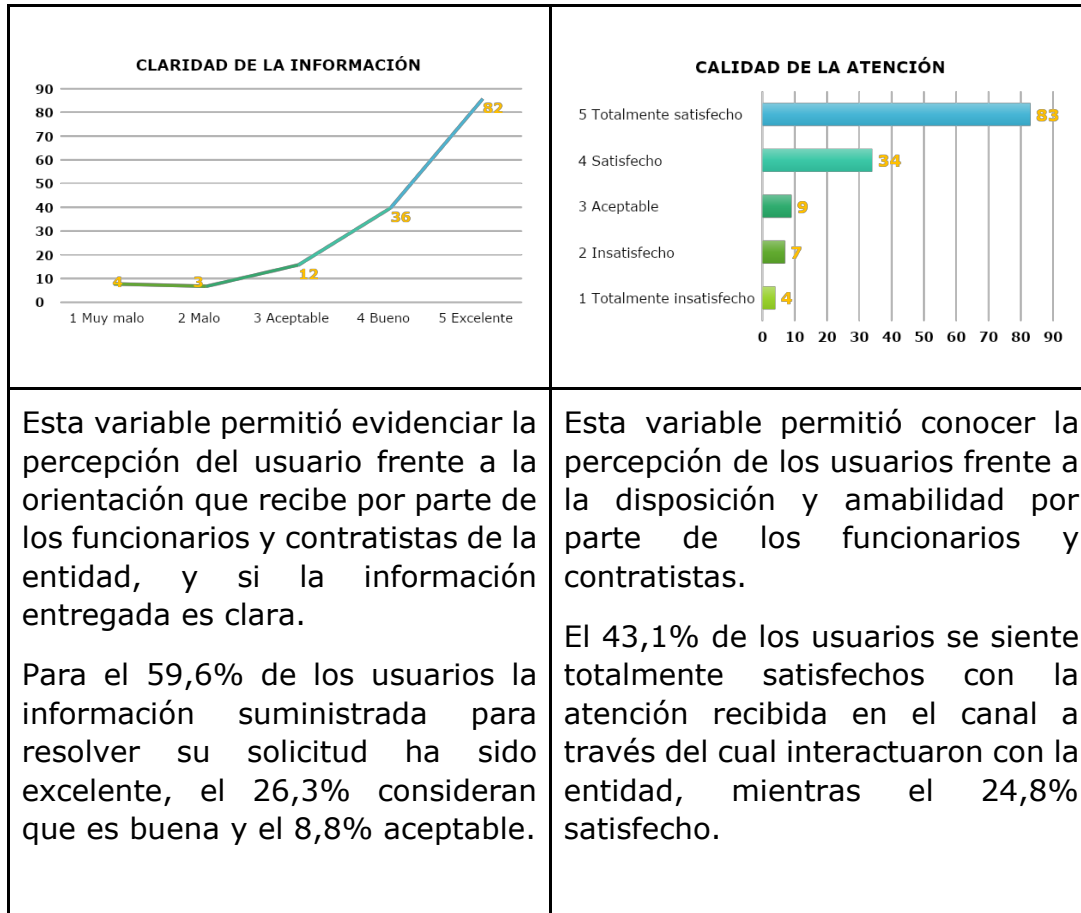 CLARIDAD DE LA INFORMACIÓN
90
80
70
60
50
40
30
20
10
0
4
3
12
36
82
1 Muy malo
2 Malo
3 Aceptable
4 Bueno
5 Excelente
CALIDAD DE LA ATENCIÓN
5 Totalmente satisfecho
83
4 Satisfecho
34
3 Aceptable
9
2 Insatisfecho
7
1 Totalmente insatisfecho
4
0 10 20 30 40 50 60 70 80 90
Esta variable permitió evidenciar la
percepción del usuario frente a la
orientación que recibe por parte de
los funcionarios y contratistas de la
entidad, y si la información
entregada es clara.
Para el 59,6% de los usuarios la
información suministrada para
resolver su solicitud ha sido
excelente, el 26,3% consideran
que es buena y el 8,8% aceptable.
Esta variable permitió conocer la
percepción de los usuarios frente a
la disposición y amabilidad por
parte de los funcionarios y
contratistas.
El 43,1% de los usuarios se siente
totalmente satisfechos con la
atención recibida en el canal a
través del cual interactuaron con la
entidad, mientras el 24,8%
satisfecho.